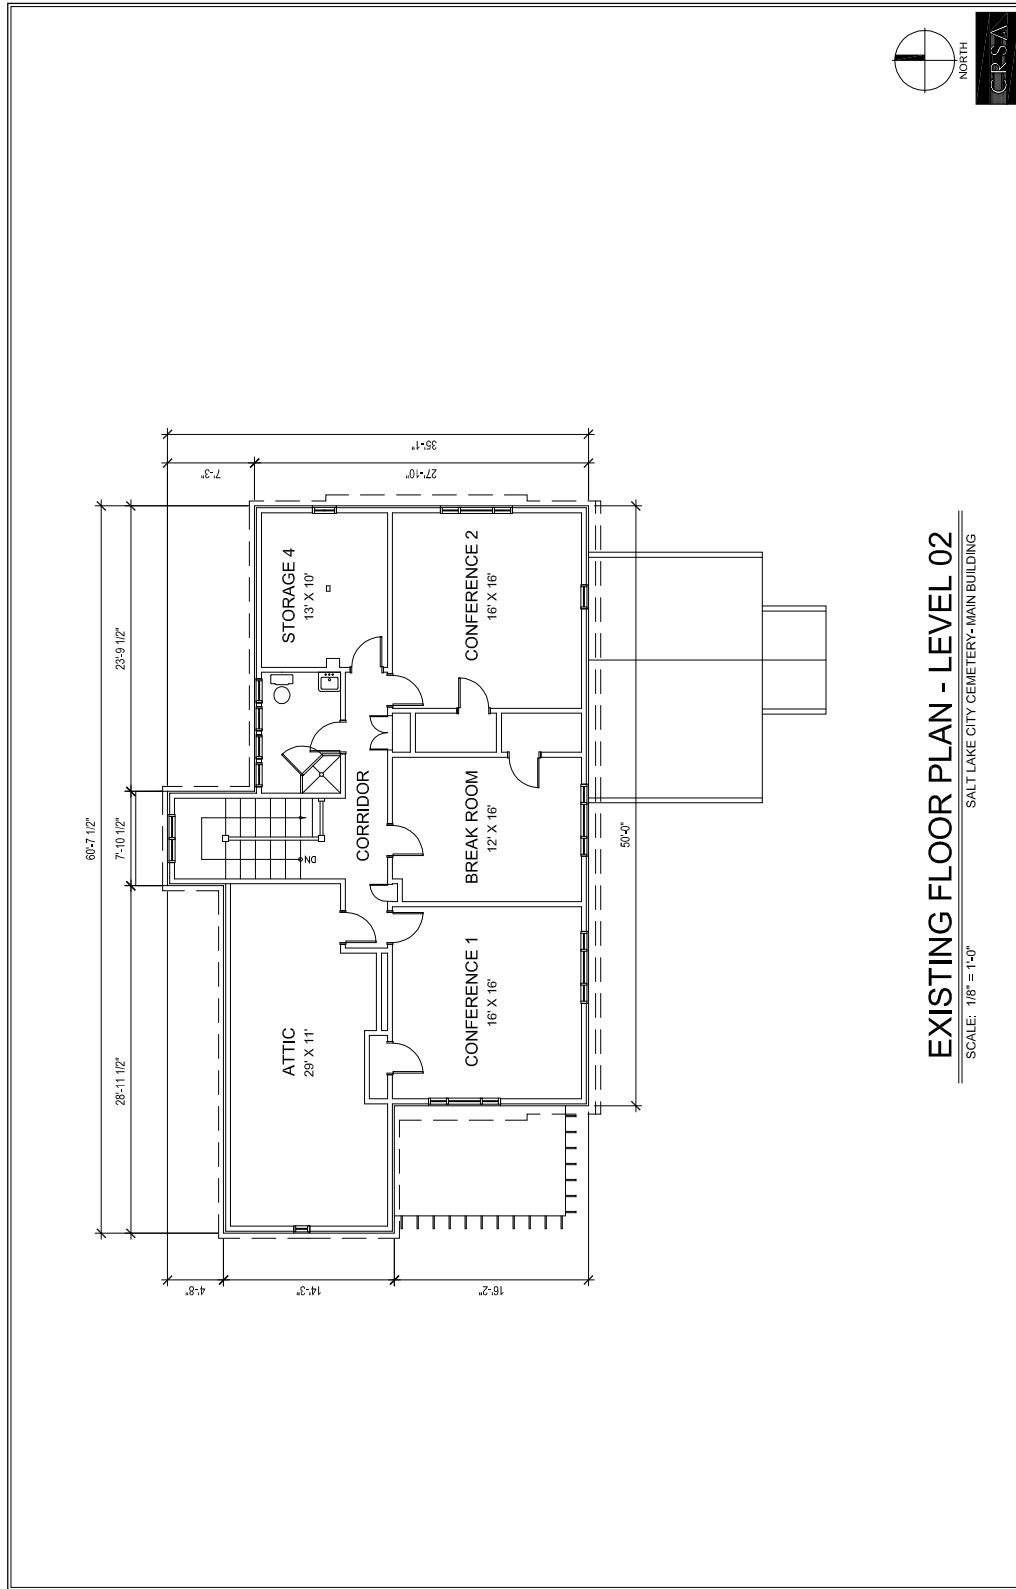 60'-7 1/2"
28'-11 1/2"
7'-10 1/2"
23'-9 1/2"
4'-8"
14'-3"
16'-2"
7'-3"
27'-10"
35'-1"
ATTIC
29' X 11'
DN
CORRIDOR
STORAGE 4
13' X 10'
CONFERENCE 1
16' X 16'
BREAK ROOM
12' X 16'
CONFERENCE 2
16' X 16'
50'-0"
EXISTING FLOOR PLAN - LEVEL 02
SCALE: 1/8" = 1'-0"
SALT LAKE CITY CEMETERY- MAIN BUILDING
NORTH
CRSA